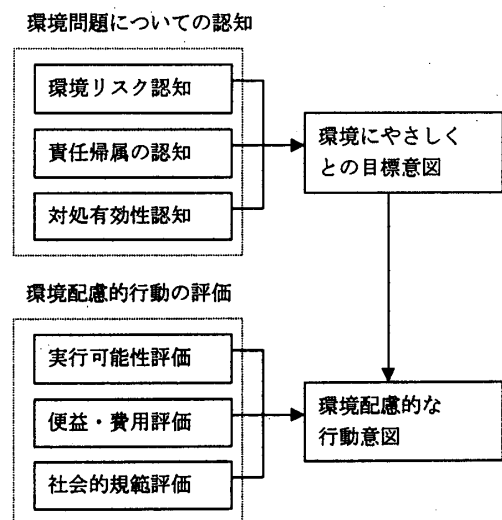 環境問題についての認知
環境リスク認知
責任帰属の認知
対処有効性認知
環境にやさしく
との目標意図
環境配慮的行動の評価
実行可能性評価
便益・費用評価
社会的規範評価
環境配慮的な
行動意図